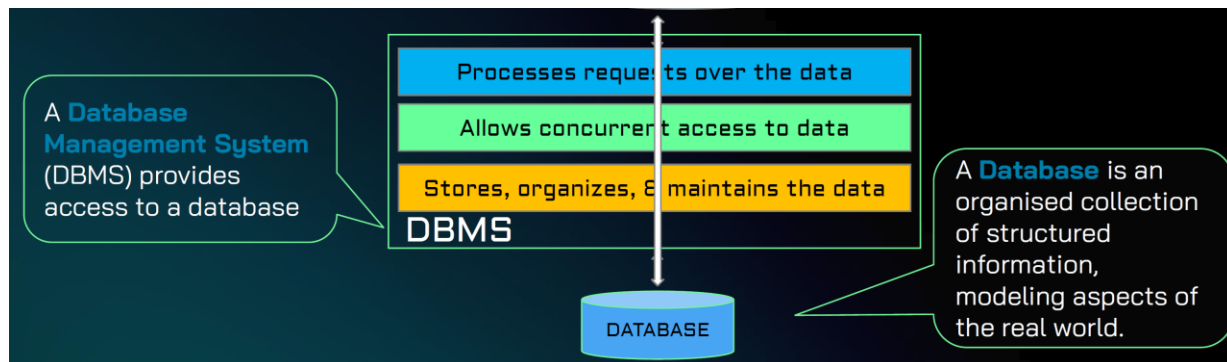 Processes requests over the data
A Database
Management System
(DBMS) provides
access to a database
Allows concurrent access to data
Stores, organizes, & maintains the data
DBMS
A Database is an
organised collection
of structured
information,
modeling aspects of
the real world.
DATABASE